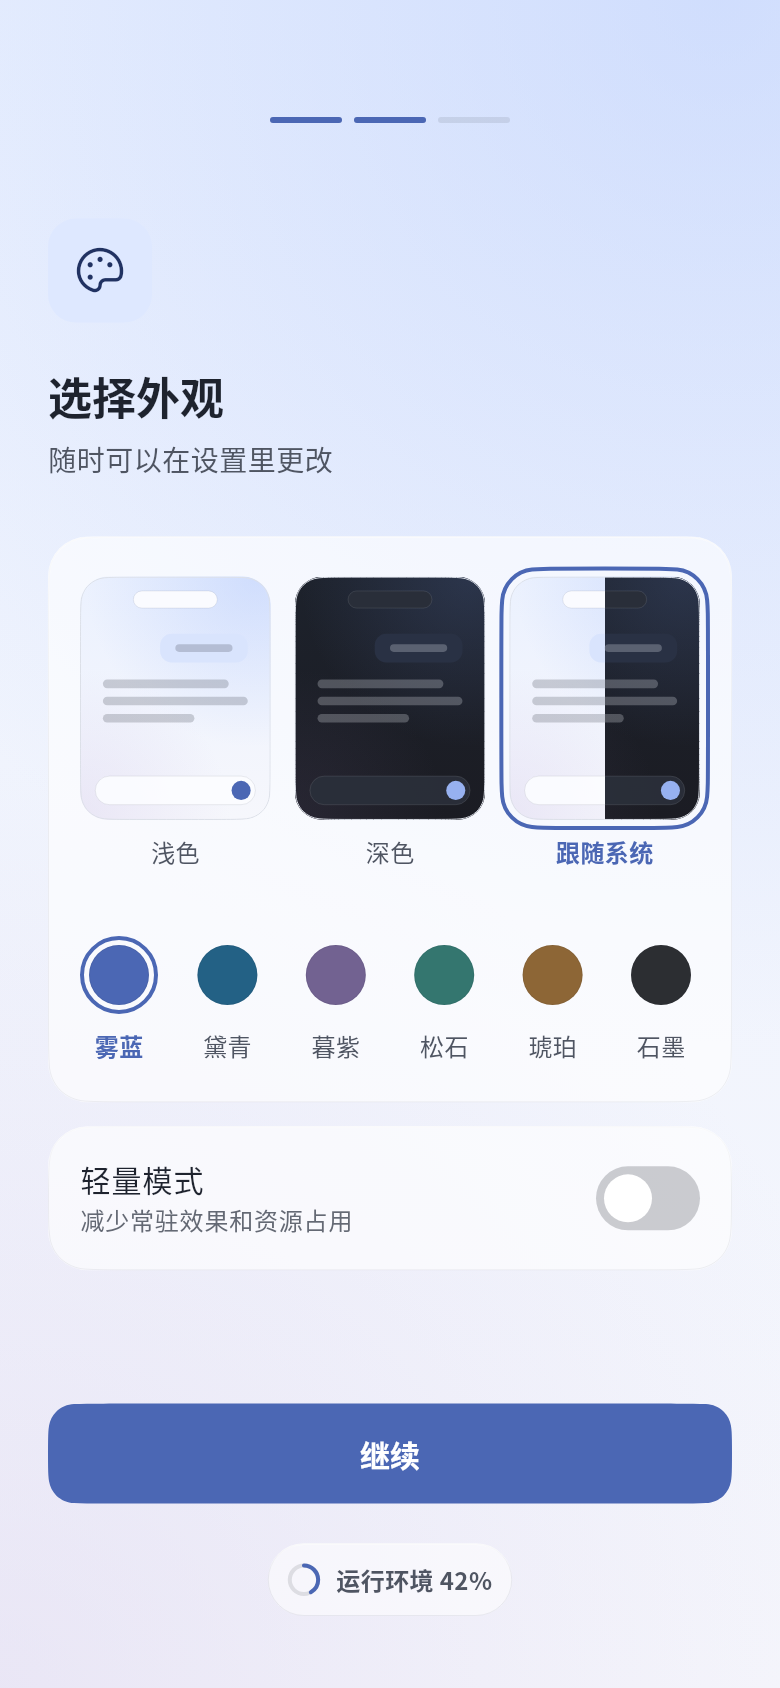 选择外观
随时可以在设置里更改
浅色
深色
跟随系统
雾蓝
黛青
暮紫
松石
琥珀
石墨
轻量模式
减少常驻效果和资源占用
继续
运行环境 42%